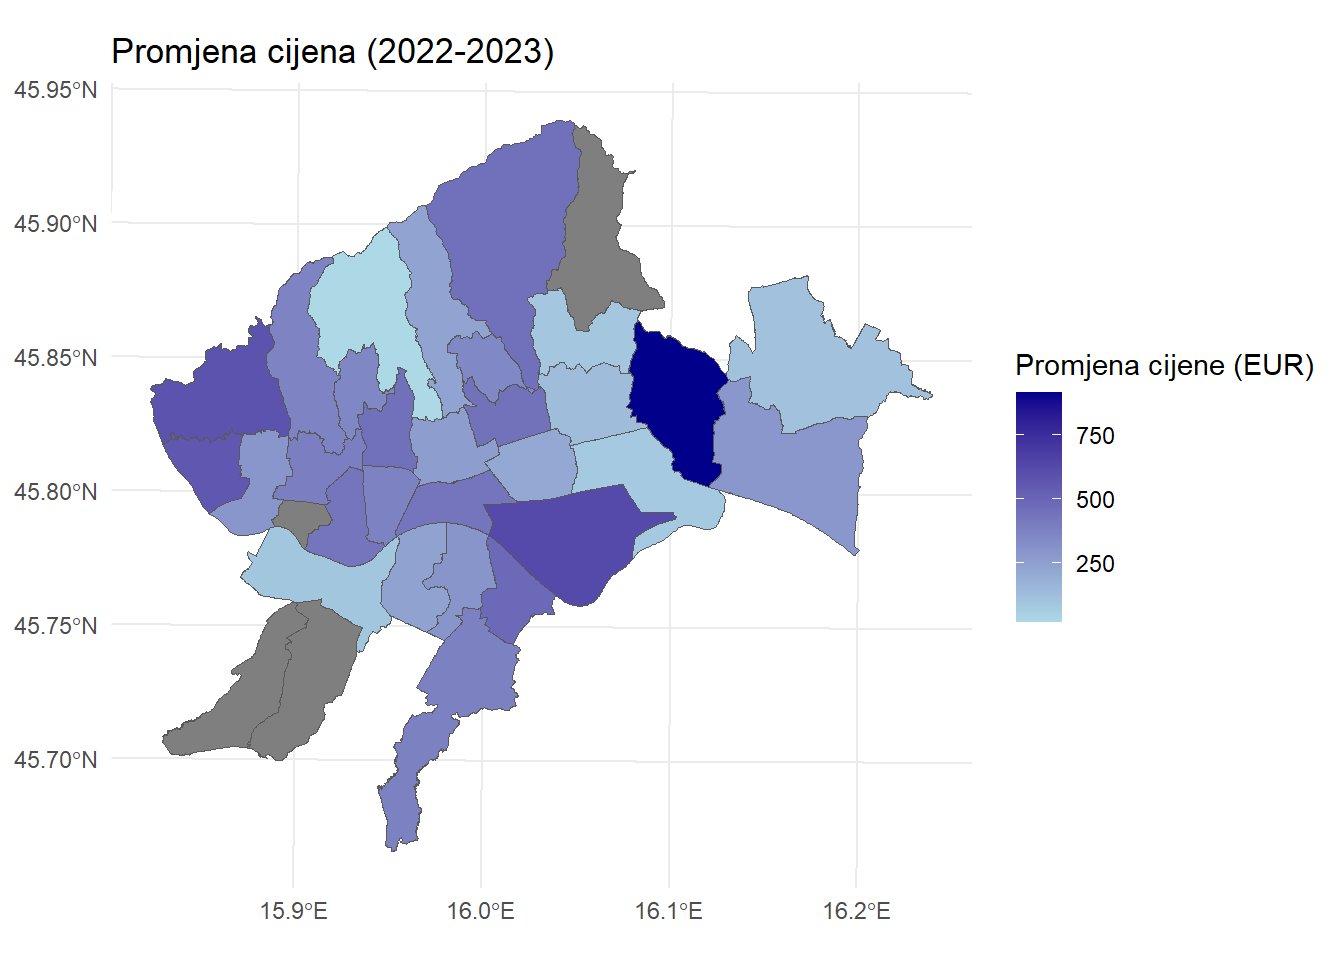 Promjena cijena (2022-2023)
45.95°N
45.90°N
45.85°N
45.80°N
45.75°N
45.70°N
15.9°E
16.0°E
16.1°E
16.2°E
Promjena cijene (EUR)
750
500
250